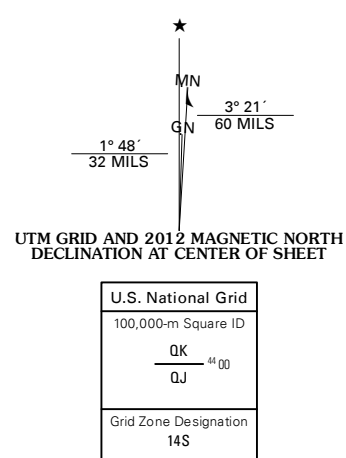 ★
MN
3° 21´
60 MILS
GN
1° 48´
32 MILS
UTM GRID AND 2012 MAGNETIC NORTH
DECLINATION AT CENTER OF SHEET
U.S. National Grid
100,000-m Square ID
QK
44 00
QJ
Grid Zone Designation
14S